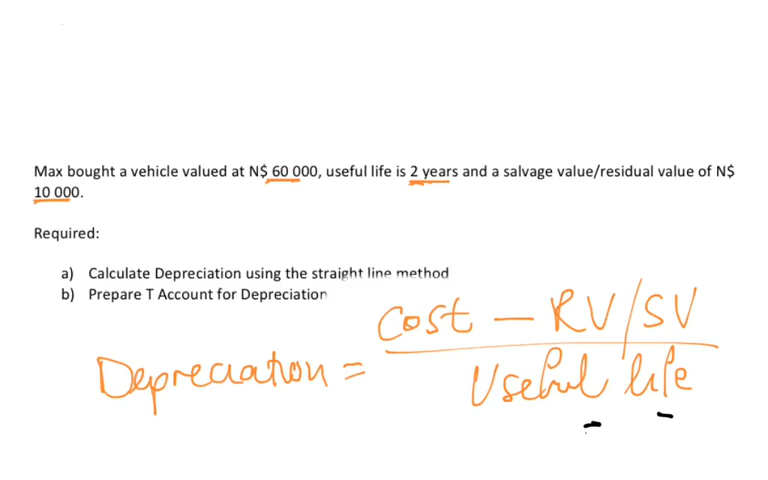 Max bought a vehicle valued at N$ 60 000, useful life is 2 years and a salvage value/residual value of N$
10 000.
Required:
a) Calculate Depreciation using the straight line method
b) Prepare T Account for Depreciation
Cost – RV/SV
Depreciation =
Useful life